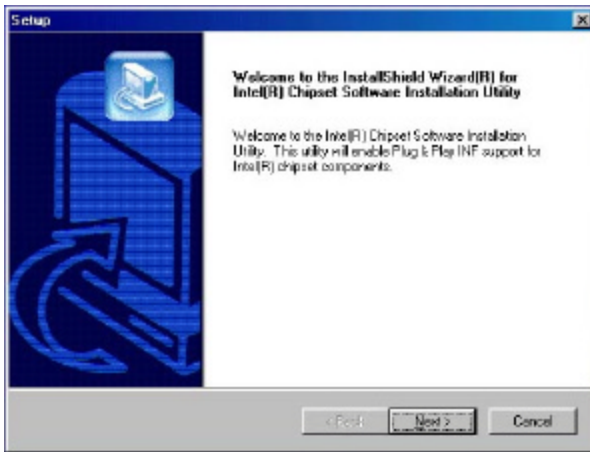 Setup
Welcome to the InstallShield Wizard(R) for
Intel(R) Chipset Software Installation Utility
Welcome to the Intel(R) Chipset Software Installation
Utility. This utility will enable Plug & Play INF support for
Intel(R) chipset components.
< Back
Next >
Cancel